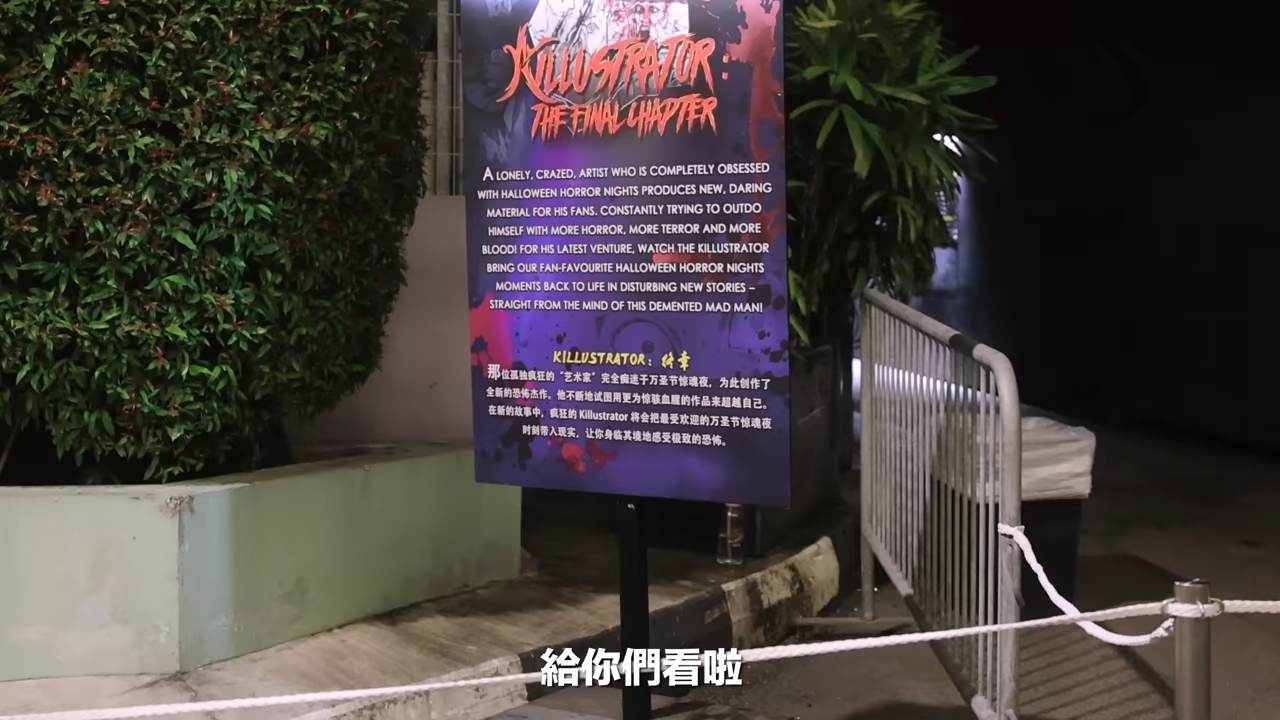 KILLUSTRATOR:
THE FINAL CHAPTER
A LONELY, CRAZED, ARTIST WHO IS COMPLETELY OBSESSED
WITH HALLOWEEN HORROR NIGHTS PRODUCES NEW, DARING
MATERIAL FOR HIS FANS. CONSTANTLY TRYING TO OUTDO
HIMSELF WITH MORE HORROR, MORE TERROR AND MORE
BLOOD! FOR HIS LATEST VENTURE, WATCH THE KILLUSTRATOR
BRING OUR FAN-FAVOURITE HALLOWEEN HORROR NIGHTS
MOMENTS BACK TO LIFE IN DISTURBING NEW STORIES –
STRAIGHT FROM THE MIND OF THIS DEMENTED MAD MAN!
KILLUSTRATOR: 终章
那位孤独疯狂的“艺术家”完全痴迷于万圣节惊魂夜，为此创作了
全新的恐怖杰作。他不断地试图用更为惊骇血腥的作品来超越自己。
在新的故事中，疯狂的 Killustrator 将会把最受欢迎的万圣节惊魂夜
时刻带入现实，让你身临其境地感受极致的恐怖。
給你們看啦